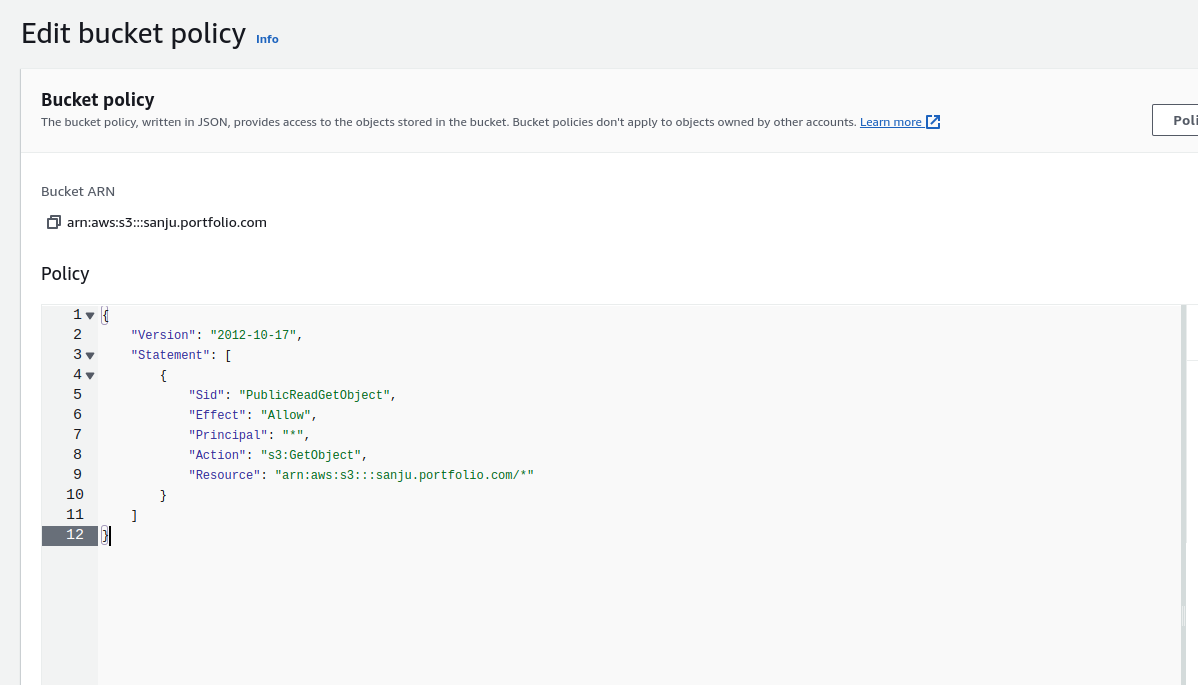 Edit bucket policy Info
Bucket policy
The bucket policy, written in JSON, provides access to the objects stored in the bucket. Bucket policies don't apply to objects owned by other accounts. Learn more
Poli
Bucket ARN
arn:aws:s3:::sanju.portfolio.com
Policy
1 {
2     "Version": "2012-10-17",
3     "Statement": [
4         {
5             "Sid": "PublicReadGetObject",
6             "Effect": "Allow",
7             "Principal": "*",
8             "Action": "s3:GetObject",
9             "Resource": "arn:aws:s3:::sanju.portfolio.com/*"
10         }
11     ]
12 }